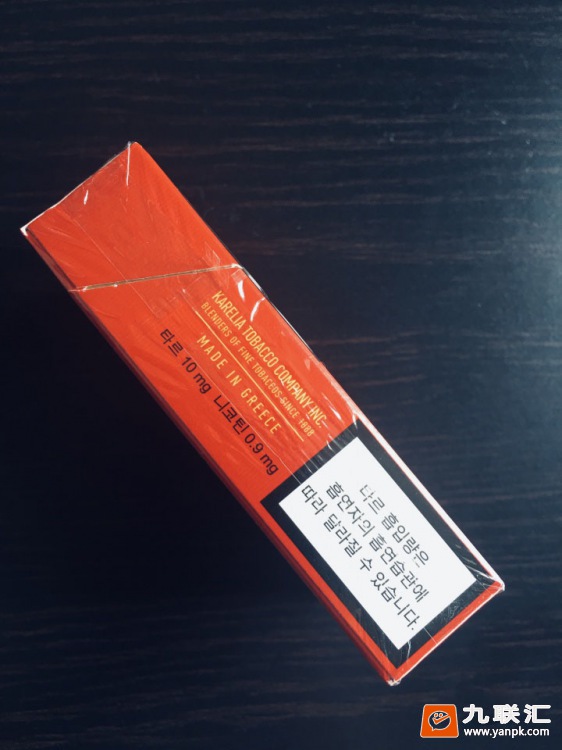 KARELIA TOBACCO COMPANY INC.
BLENDERS OF FINE TOBACCOS SINCE 1888
MADE IN GREECE
타르 10 mg 니코틴 0.9 mg
타르 흡입량은
흡연자의 흡연습관에
따라 달라질 수 있습니다.
九联汇
www.yanpk.com